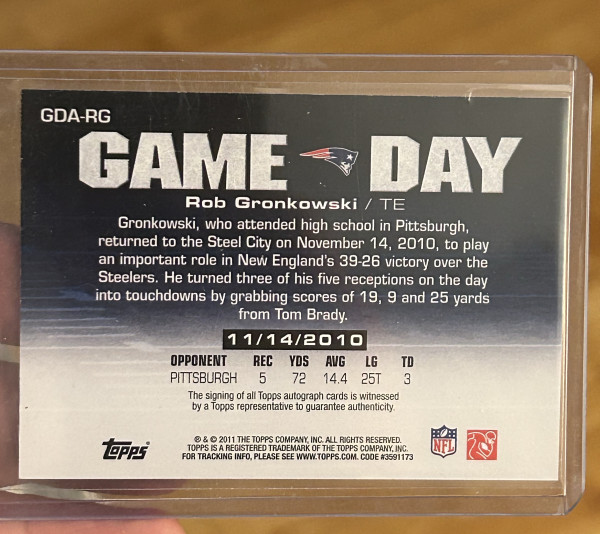 GDA-RG
GAME DAY
Rob Gronkowski / TE
Gronkowski, who attended high school in Pittsburgh,
returned to the Steel City on November 14, 2010, to play
an important role in New England's 39-26 victory over the
Steelers. He turned three of his five receptions on the day
into touchdowns by grabbing scores of 19, 9 and 25 yards
from Tom Brady.
11/14/2010
OPPONENT REC YDS AVG LG TD
PITTSBURGH 5 72 14.4 25T 3
The signing of all Topps autograph cards is witnessed
by a Topps representative to guarantee authenticity.
Topps
® & © 2011 THE TOPPS COMPANY, INC. ALL RIGHTS RESERVED.
TOPPS IS A REGISTERED TRADEMARK OF THE TOPPS COMPANY, INC.
FOR TRACKING INFO, PLEASE SEE WWW.TOPPS.COM. CODE #3591173
NFL